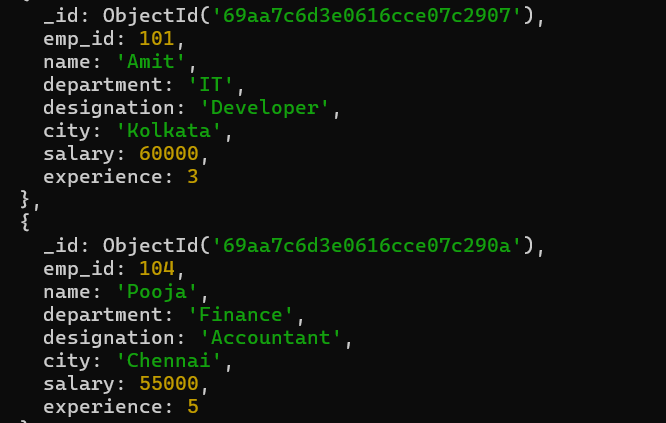 _id: ObjectId('69aa7c6d3e0616cce07c2907'),
emp_id: 101,
name: 'Amit',
department: 'IT',
designation: 'Developer',
city: 'Kolkata',
salary: 60000,
experience: 3
},
{
_id: ObjectId('69aa7c6d3e0616cce07c290a'),
emp_id: 104,
name: 'Pooja',
department: 'Finance',
designation: 'Accountant',
city: 'Chennai',
salary: 55000,
experience: 5